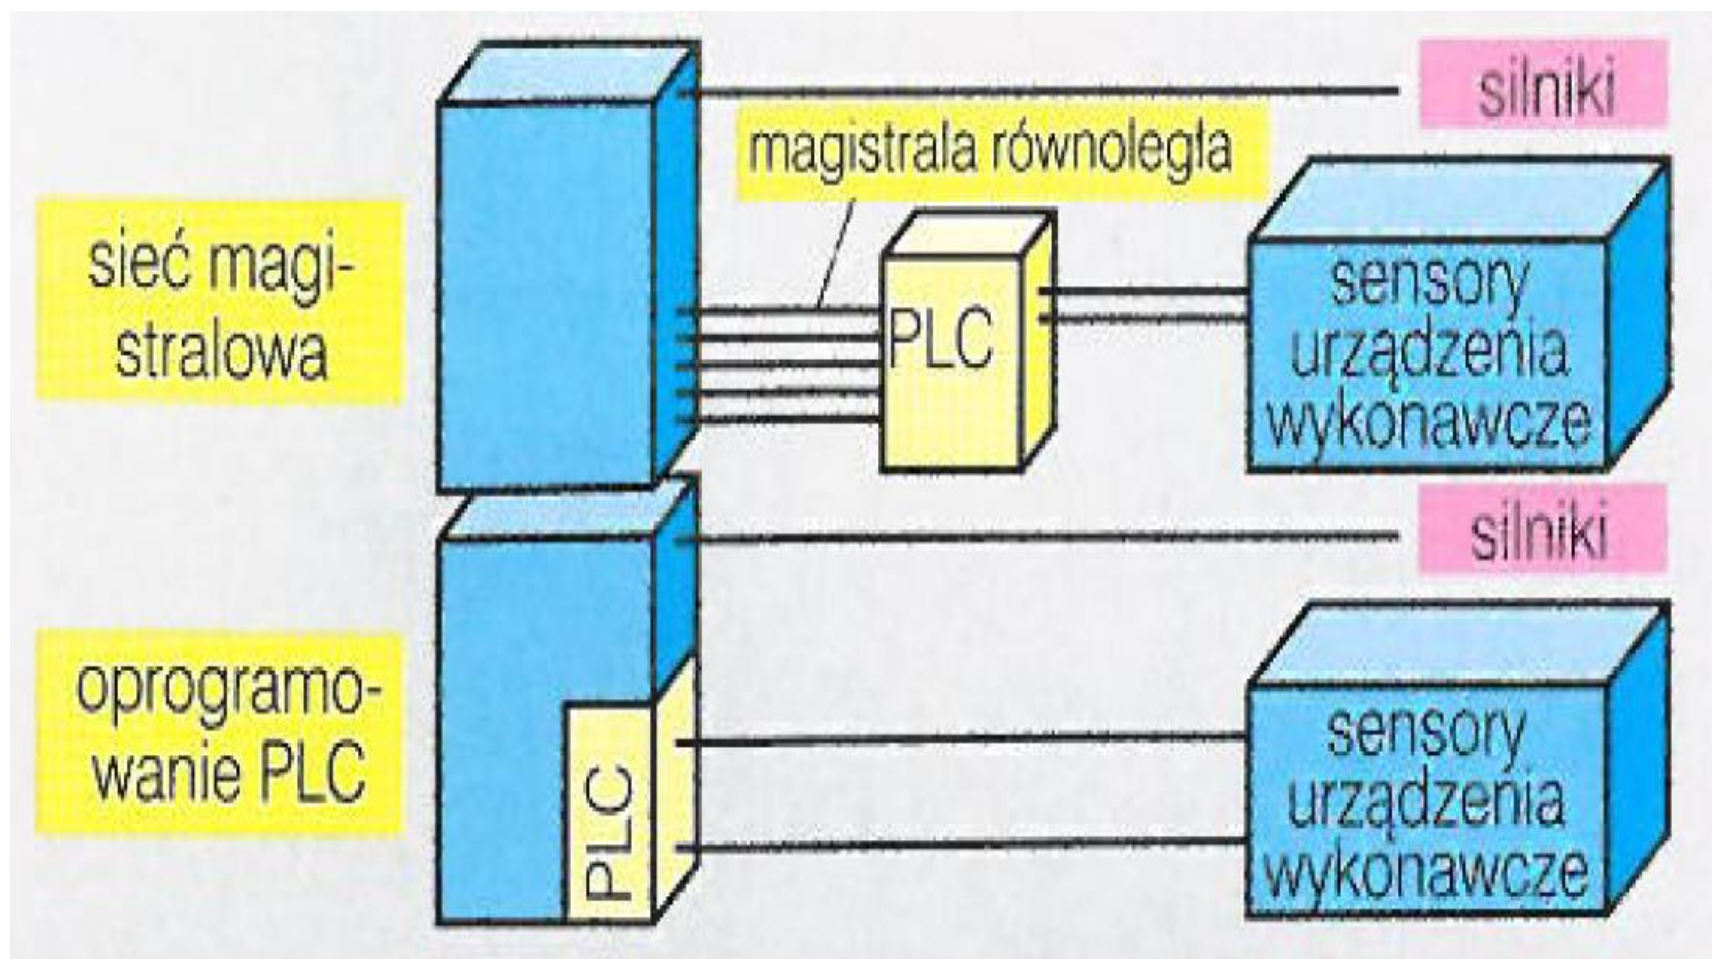 silniki
magistrala równoległa
sieć magi-
stralowa
PLC
sensory
urządzenia
wykonawcze
silniki
oprogramo-
wanie PLC
PLC
sensory
urządzenia
wykonawcze